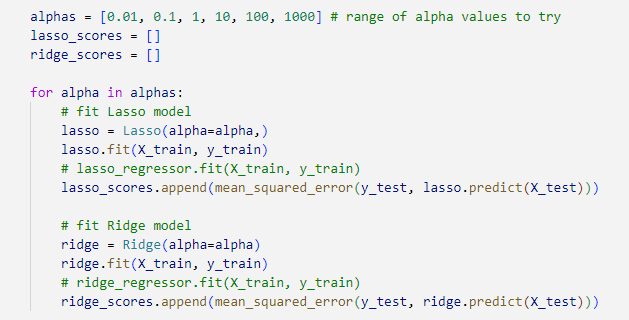 alphas = [0.01, 0.1, 1, 10, 100, 1000] # range of alpha values to try
lasso_scores = []
ridge_scores = []

for alpha in alphas:
    # fit Lasso model
    lasso = Lasso(alpha=alpha,)
    lasso.fit(X_train, y_train)
    # lasso_regressor.fit(X_train, y_train)
    lasso_scores.append(mean_squared_error(y_test, lasso.predict(X_test)))

    # fit Ridge model
    ridge = Ridge(alpha=alpha)
    ridge.fit(X_train, y_train)
    # ridge_regressor.fit(X_train, y_train)
    ridge_scores.append(mean_squared_error(y_test, ridge.predict(X_test)))